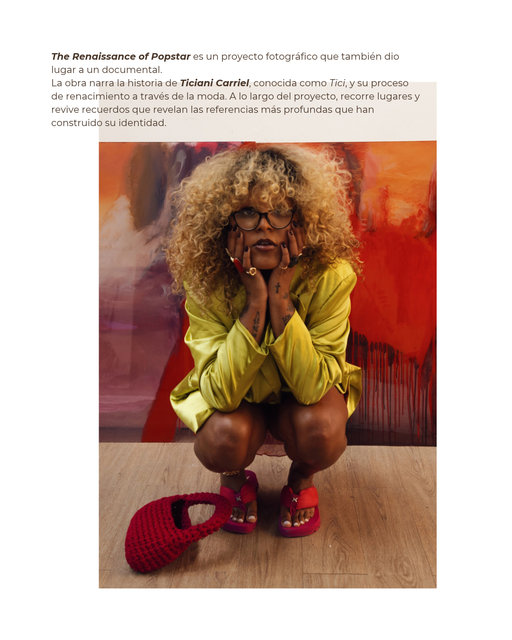 The Renaissance of Popstar es un proyecto fotográfico que también dio
lugar a un documental.
La obra narra la historia de Ticiani Carriel, conocida como Tici, y su proceso
de renacimiento a través de la moda. A lo largo del proyecto, recorre lugares y
revive recuerdos que revelan las referencias más profundas que han
construido su identidad.